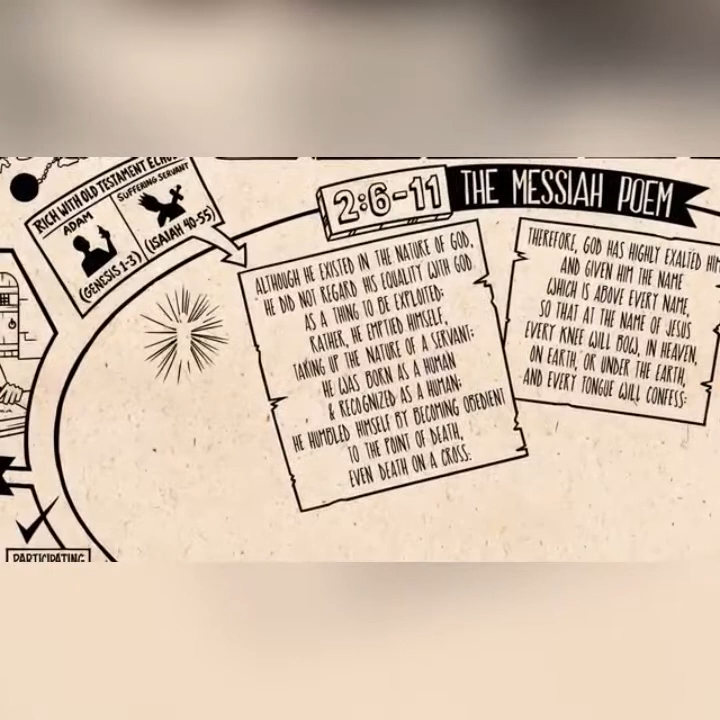 RICH WITH OLD TESTAMENT
ADAM
(GENESIS 1-3)
SUFFERING SERVANT
(ISAIAH 40-55)
2:6-11
THE MESSIAH POEM
ALTHOUGH HE EXISTED IN THE NATURE OF GOD,
HE DID NOT REGARD HIS EQUALITY WITH GOD
AS A THING TO BE EXPLOITED;
RATHER, HE EMPTIED HIMSELF,
TAKING UP THE NATURE OF A SERVANT;
HE WAS BORN AS A HUMAN
& RECOGNIZED AS A HUMAN;
HE HUMBLED HIMSELF BY BECOMING OBEDIENT
TO THE POINT OF DEATH,
EVEN DEATH ON A CROSS.
THEREFORE, GOD HAS HIGHLY EXALTED HIM
AND GIVEN HIM THE NAME
WHICH IS ABOVE EVERY NAME,
SO THAT AT THE NAME OF JESUS
EVERY KNEE WILL BOW, IN HEAVEN,
ON EARTH, OR UNDER THE EARTH,
AND EVERY TONGUE WILL CONFESS:
PARTICIPATING